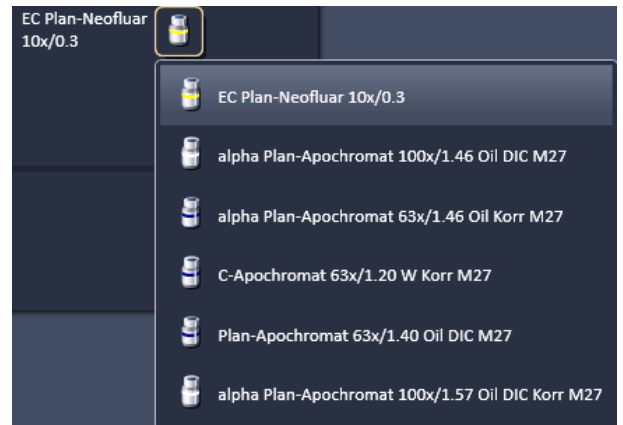 EC Plan-Neofluar
10x/0.3
EC Plan-Neofluar 10x/0.3
alpha Plan-Apochromat 100x/1.46 Oil DIC M27
alpha Plan-Apochromat 63x/1.46 Oil Korr M27
C-Apochromat 63x/1.20 W Korr M27
Plan-Apochromat 63x/1.40 Oil DIC M27
alpha Plan-Apochromat 100x/1.57 Oil DIC Korr M27